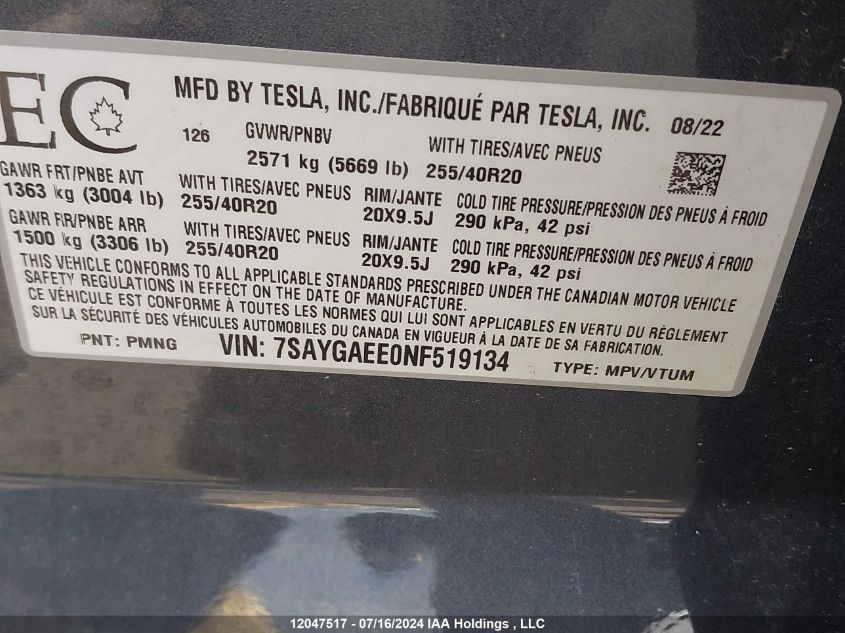 EC
MFD BY TESLA, INC./FABRIQUÉ PAR TESLA, INC. 08/22
126 GVWR/PNBV WITH TIRES/AVEC PNEUS
2571 kg (5669 lb) 255/40R20
GAWR FRT/PNBE AVT WITH TIRES/AVEC PNEUS RIM/JANTE COLD TIRE PRESSURE/PRESSION DES PNEUS À FROID
1363 kg (3004 lb) 255/40R20 20X9.5J 290 kPa, 42 psi
GAWR RR/PNBE ARR WITH TIRES/AVEC PNEUS RIM/JANTE COLD TIRE PRESSURE/PRESSION DES PNEUS À FROID
1500 kg (3306 lb) 255/40R20 20X9.5J 290 kPa, 42 psi
THIS VEHICLE CONFORMS TO ALL APPLICABLE STANDARDS PRESCRIBED UNDER THE CANADIAN MOTOR VEHICLE
SAFETY REGULATIONS IN EFFECT ON THE DATE OF MANUFACTURE.
CE VÉHICULE EST CONFORME À TOUTES LES NORMES QUI LUI SONT APPLICABLES EN VERTU DU RÈGLEMENT
SUR LA SÉCURITÉ DES VÉHICULES AUTOMOBILES DU CANADA EN VIGUEUR À LA DATE DE SA FABRICATION.
PNT: PMNG VIN: 7SAYGAEE0NF519134 TYPE: MPV/VTUM
12047517 - 07/16/2024 IAA Holdings , LLC